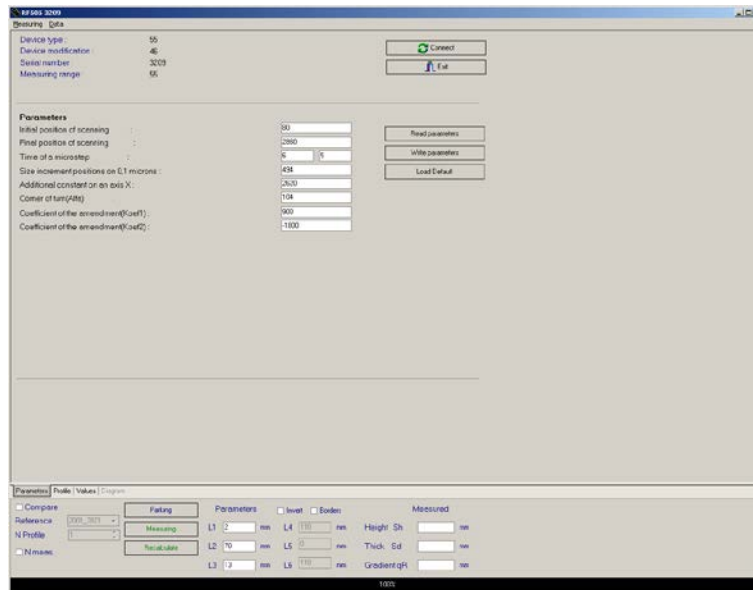 RF505 3209
Measuring Data
Device type : 55
Device modification : 46
Serial number 3209
Measuring range 55
Connect
Exit
Parameters
Initial position of scanning : 80
Final position of scanning : 2860
Time of a microstep : 6 5
Size increment positions on 0,1 microns : 494
Additional constant on an axis X : 2620
Corner of turn(Alfa) 104
Coefficient of the amendment(Koef1) : 900
Coefficient of the amendment(Koef2) : -1800
Read parameters
Write parameters
Load Default
Parameters Profile Values Diagram
Compare
Reference
N Profile 1
N meas.
Parking
Measuring
Recalculate
Parameters Invert Borders Measured
L1 2 mm L4 110 mm Height Sh mm
L2 70 mm L5 0 mm Thick Sd mm
L3 13 mm L6 110 mm Gradient qR mm
100%